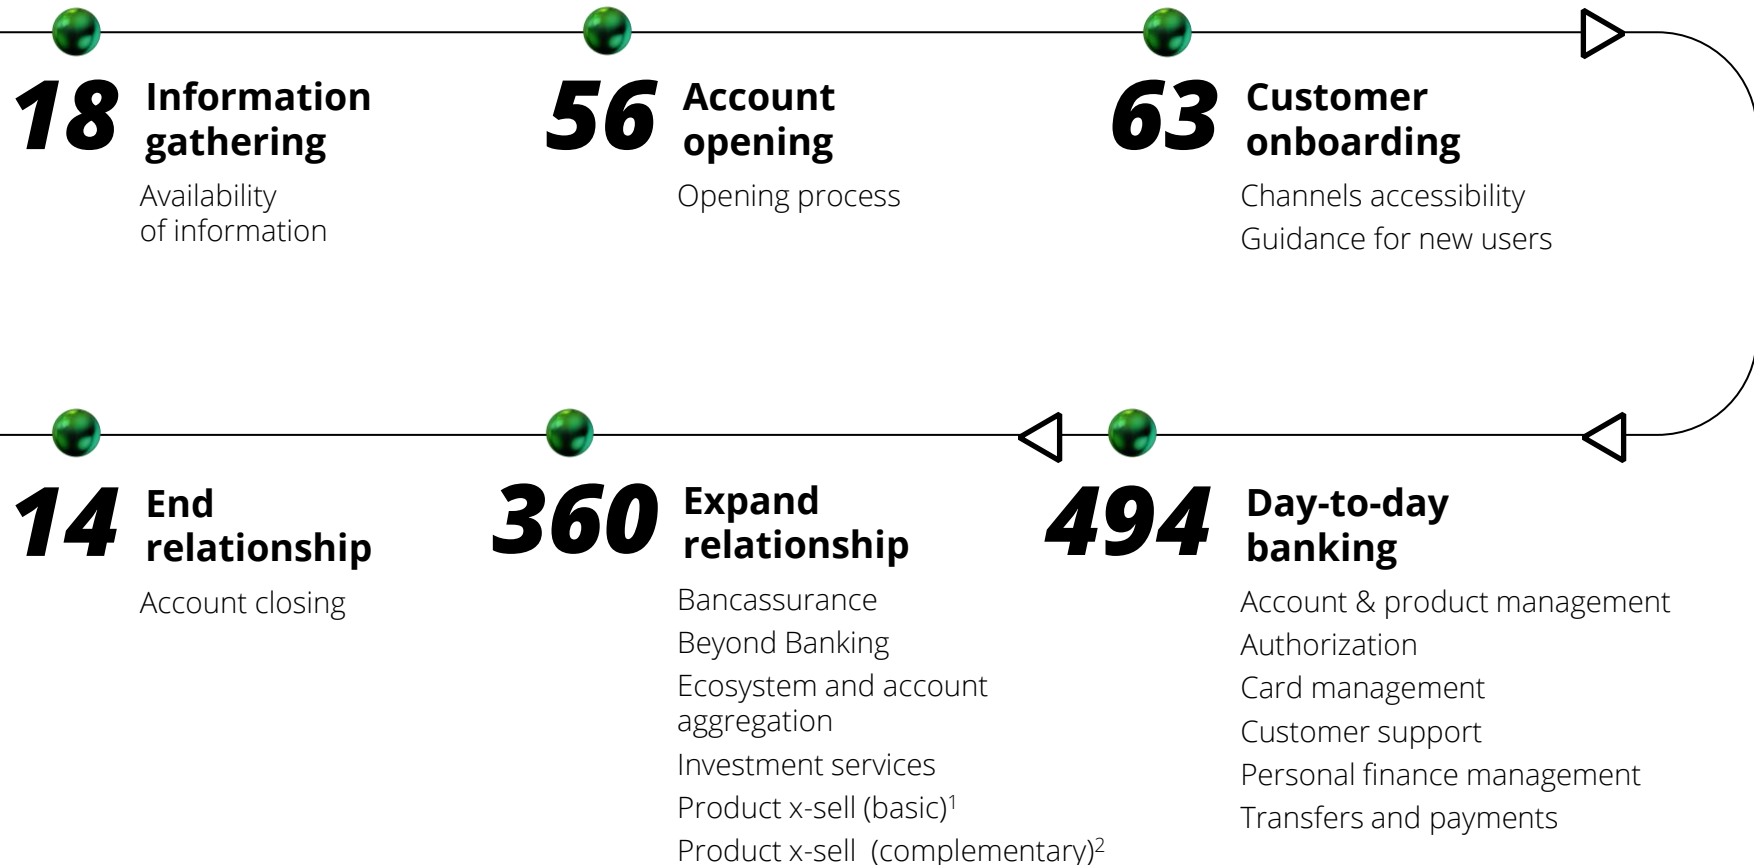 18 Information
gathering
Availability
of information
56 Account
opening
Opening process
63 Customer
onboarding
Channels accessibility
Guidance for new users
14 End
relationship
Account closing
360 Expand
relationship
Bancassurance
Beyond Banking
Ecosystem and account
aggregation
Investment services
Product x-sell (basic)¹
Product x-sell (complementary)²
494 Day-to-day
banking
Account & product management
Authorization
Card management
Customer support
Personal finance management
Transfers and payments